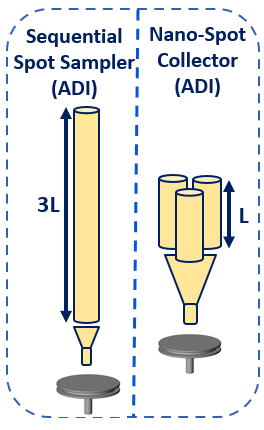 Sequential
Spot Sampler
(ADI)
3L
Nano-Spot
Collector
(ADI)
L